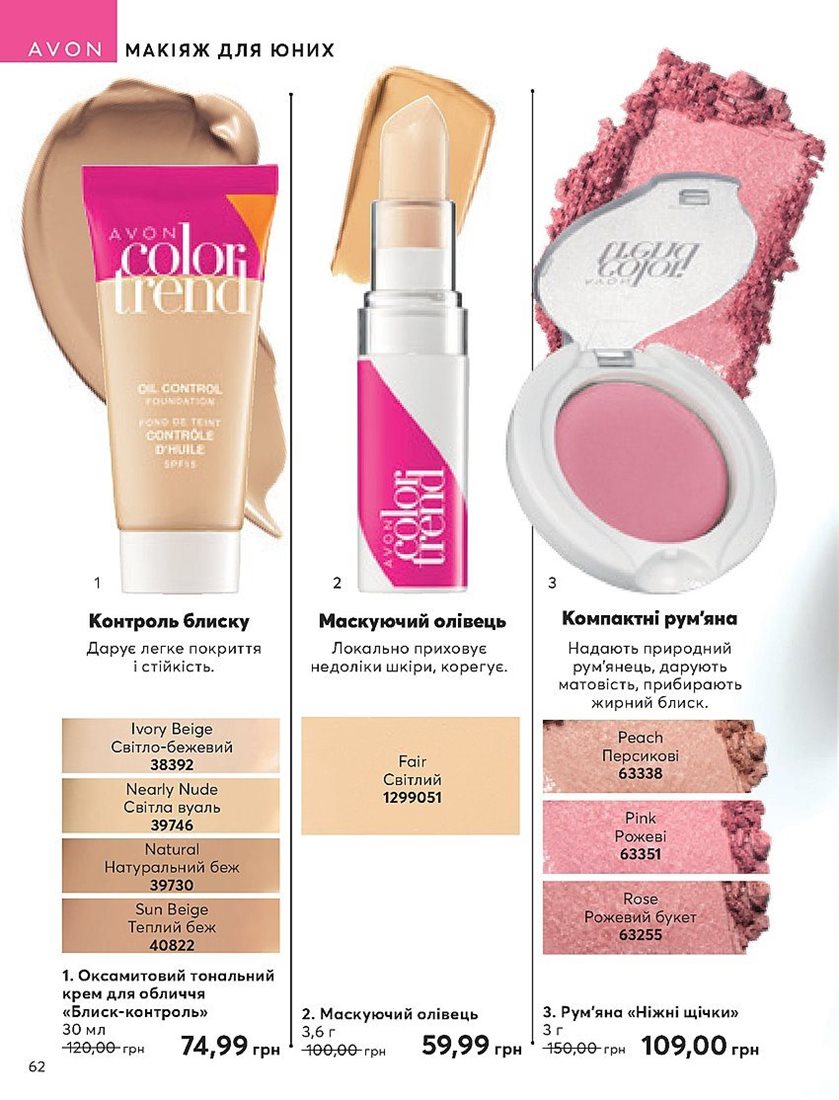 AVON
МАКІЯЖ ДЛЯ ЮНИХ
AVON
color
trend
OIL CONTROL
FOUNDATION
FOND DE TEINT
CONTRÔLE
D'HUILE
SPF15
1
Контроль блиску
Дарує легке покриття
і стійкість.
Ivory Beige
Світло-бежевий
38392
Nearly Nude
Світла вуаль
39746
Natural
Натуральний беж
39730
Sun Beige
Теплий беж
40822
1. Оксамитовий тональний
крем для обличчя
«Блиск-контроль»
30 мл
120,00 грн
74,99 грн
AVON
color
trend
2
Маскуючий олівець
Локально приховує
недоліки шкіри, корегує.
Fair
Світлий
1299051
2. Маскуючий олівець
3,6 г
100,00 грн
59,99 грн
trend
color
AVON
3
Компактні рум'яна
Надають природний
рум'янець, дарують
матовість, прибирають
жирний блиск.
Peach
Персикові
63338
Pink
Рожеві
63351
Rose
Рожевий букет
63255
3. Рум'яна «Ніжні щічки»
3 г
150,00 грн
109,00 грн
62